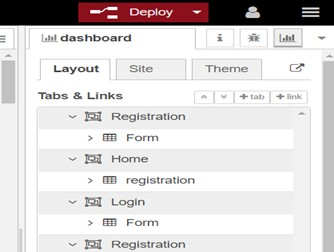 Deploy
dashboard
Layout Site Theme
Tabs & Links + tab + link
Registration
Form
Home
registration
Login
Form
Registration